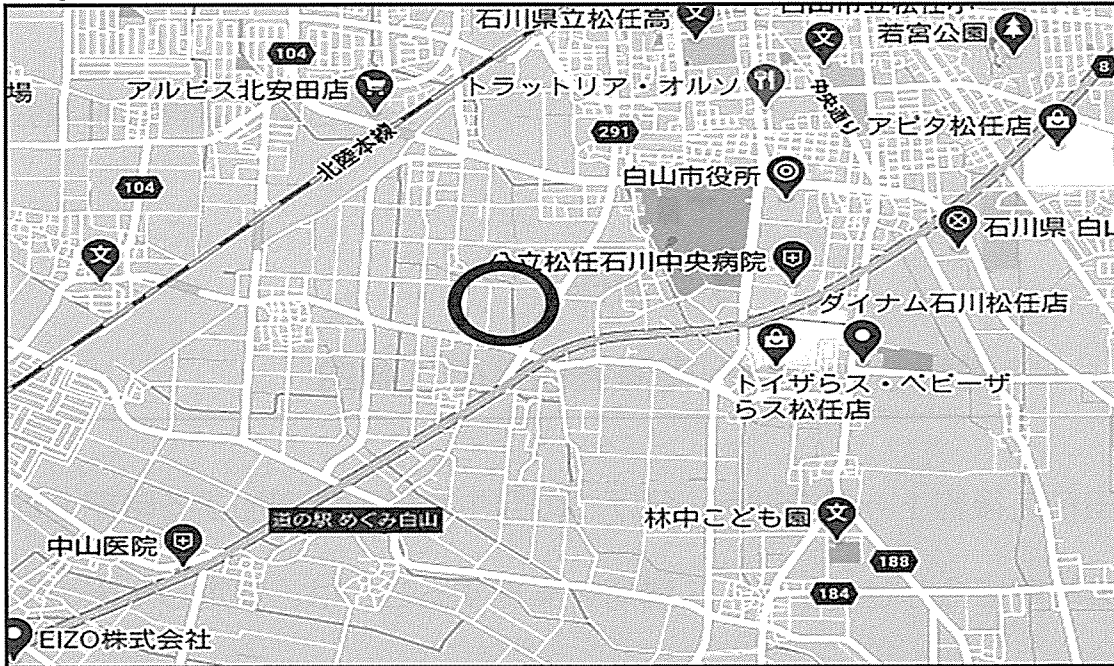 石川県立松任高
若宮公園
104
アルビス北安田店
トラットリア・オルソ
中央通り
8
場
291
アピタ松任店
北陸本線
104
白山市役所
石川県 白山
公立松任石川中央病院
ダイナム石川松任店
トイザらス・ベビーザ
らス松任店
道の駅 めぐみ白山
林中こども園
中山医院
188
184
EIZO株式会社